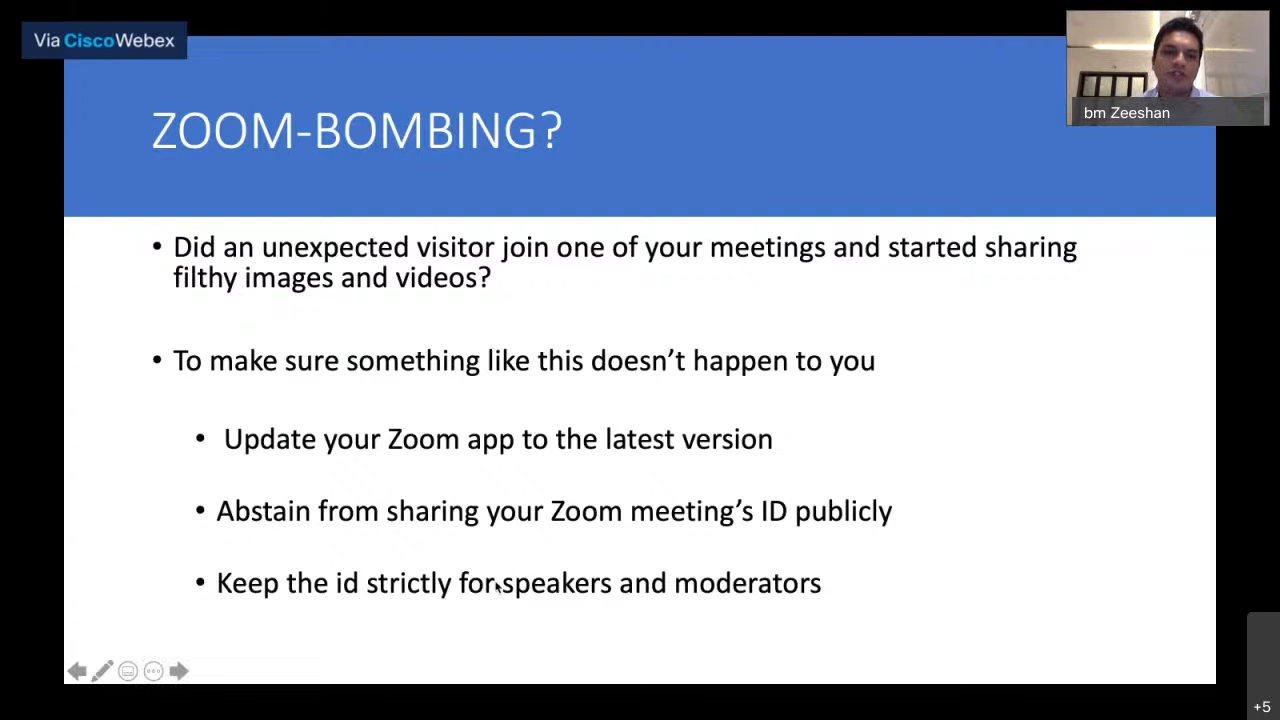 Via CiscoWebex
bm Zeeshan
ZOOM-BOMBING?
• Did an unexpected visitor join one of your meetings and started sharing
filthy images and videos?
• To make sure something like this doesn’t happen to you
• Update your Zoom app to the latest version
• Abstain from sharing your Zoom meeting’s ID publicly
• Keep the id strictly for speakers and moderators
+5